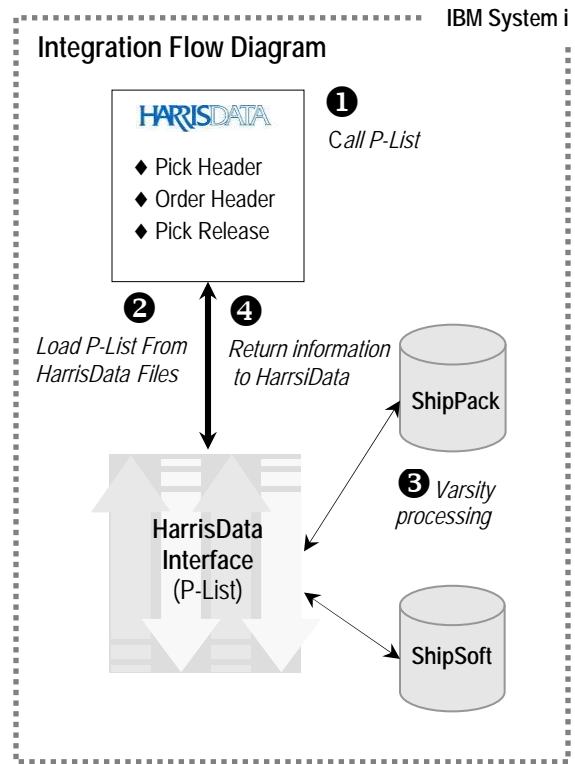 IBM System i
Integration Flow Diagram
HARRISDATA
♦ Pick Header
♦ Order Header
♦ Pick Release
❶
Call P-List
❷
Load P-List From
HarrisData Files
❹
Return information
to HarrsiData
ShipPack
❸ Varsity
processing
HarrisData
Interface
(P-List)
ShipSoft